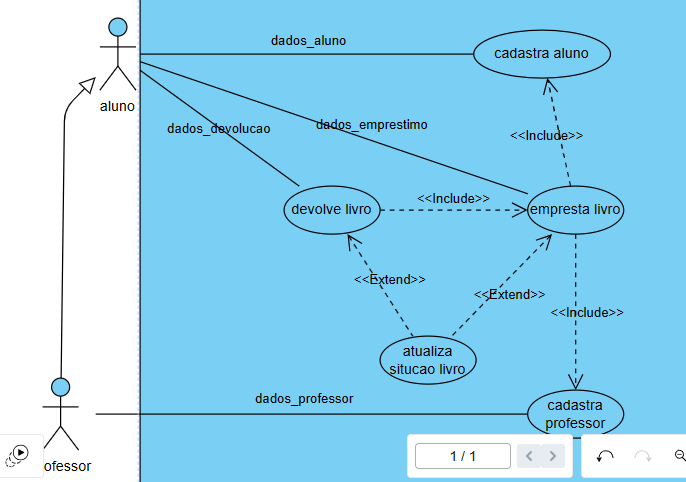 dados_aluno
cadastra aluno
aluno
dados_devolucao
dados_emprestimo
<<Include>>
<<Include>>
devolve livro
empresta livro
<<Extend>>
<<Extend>>
<<Include>>
atualiza
situcao livro
dados_professor
cadastra
professor
ofessor
1 / 1